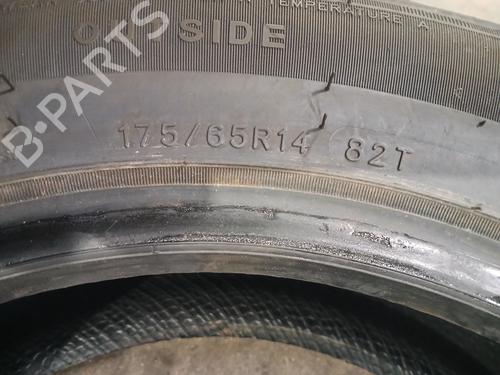 TEMPERATURE A
OUTSIDE
B-PARTS
175/65R14 82T